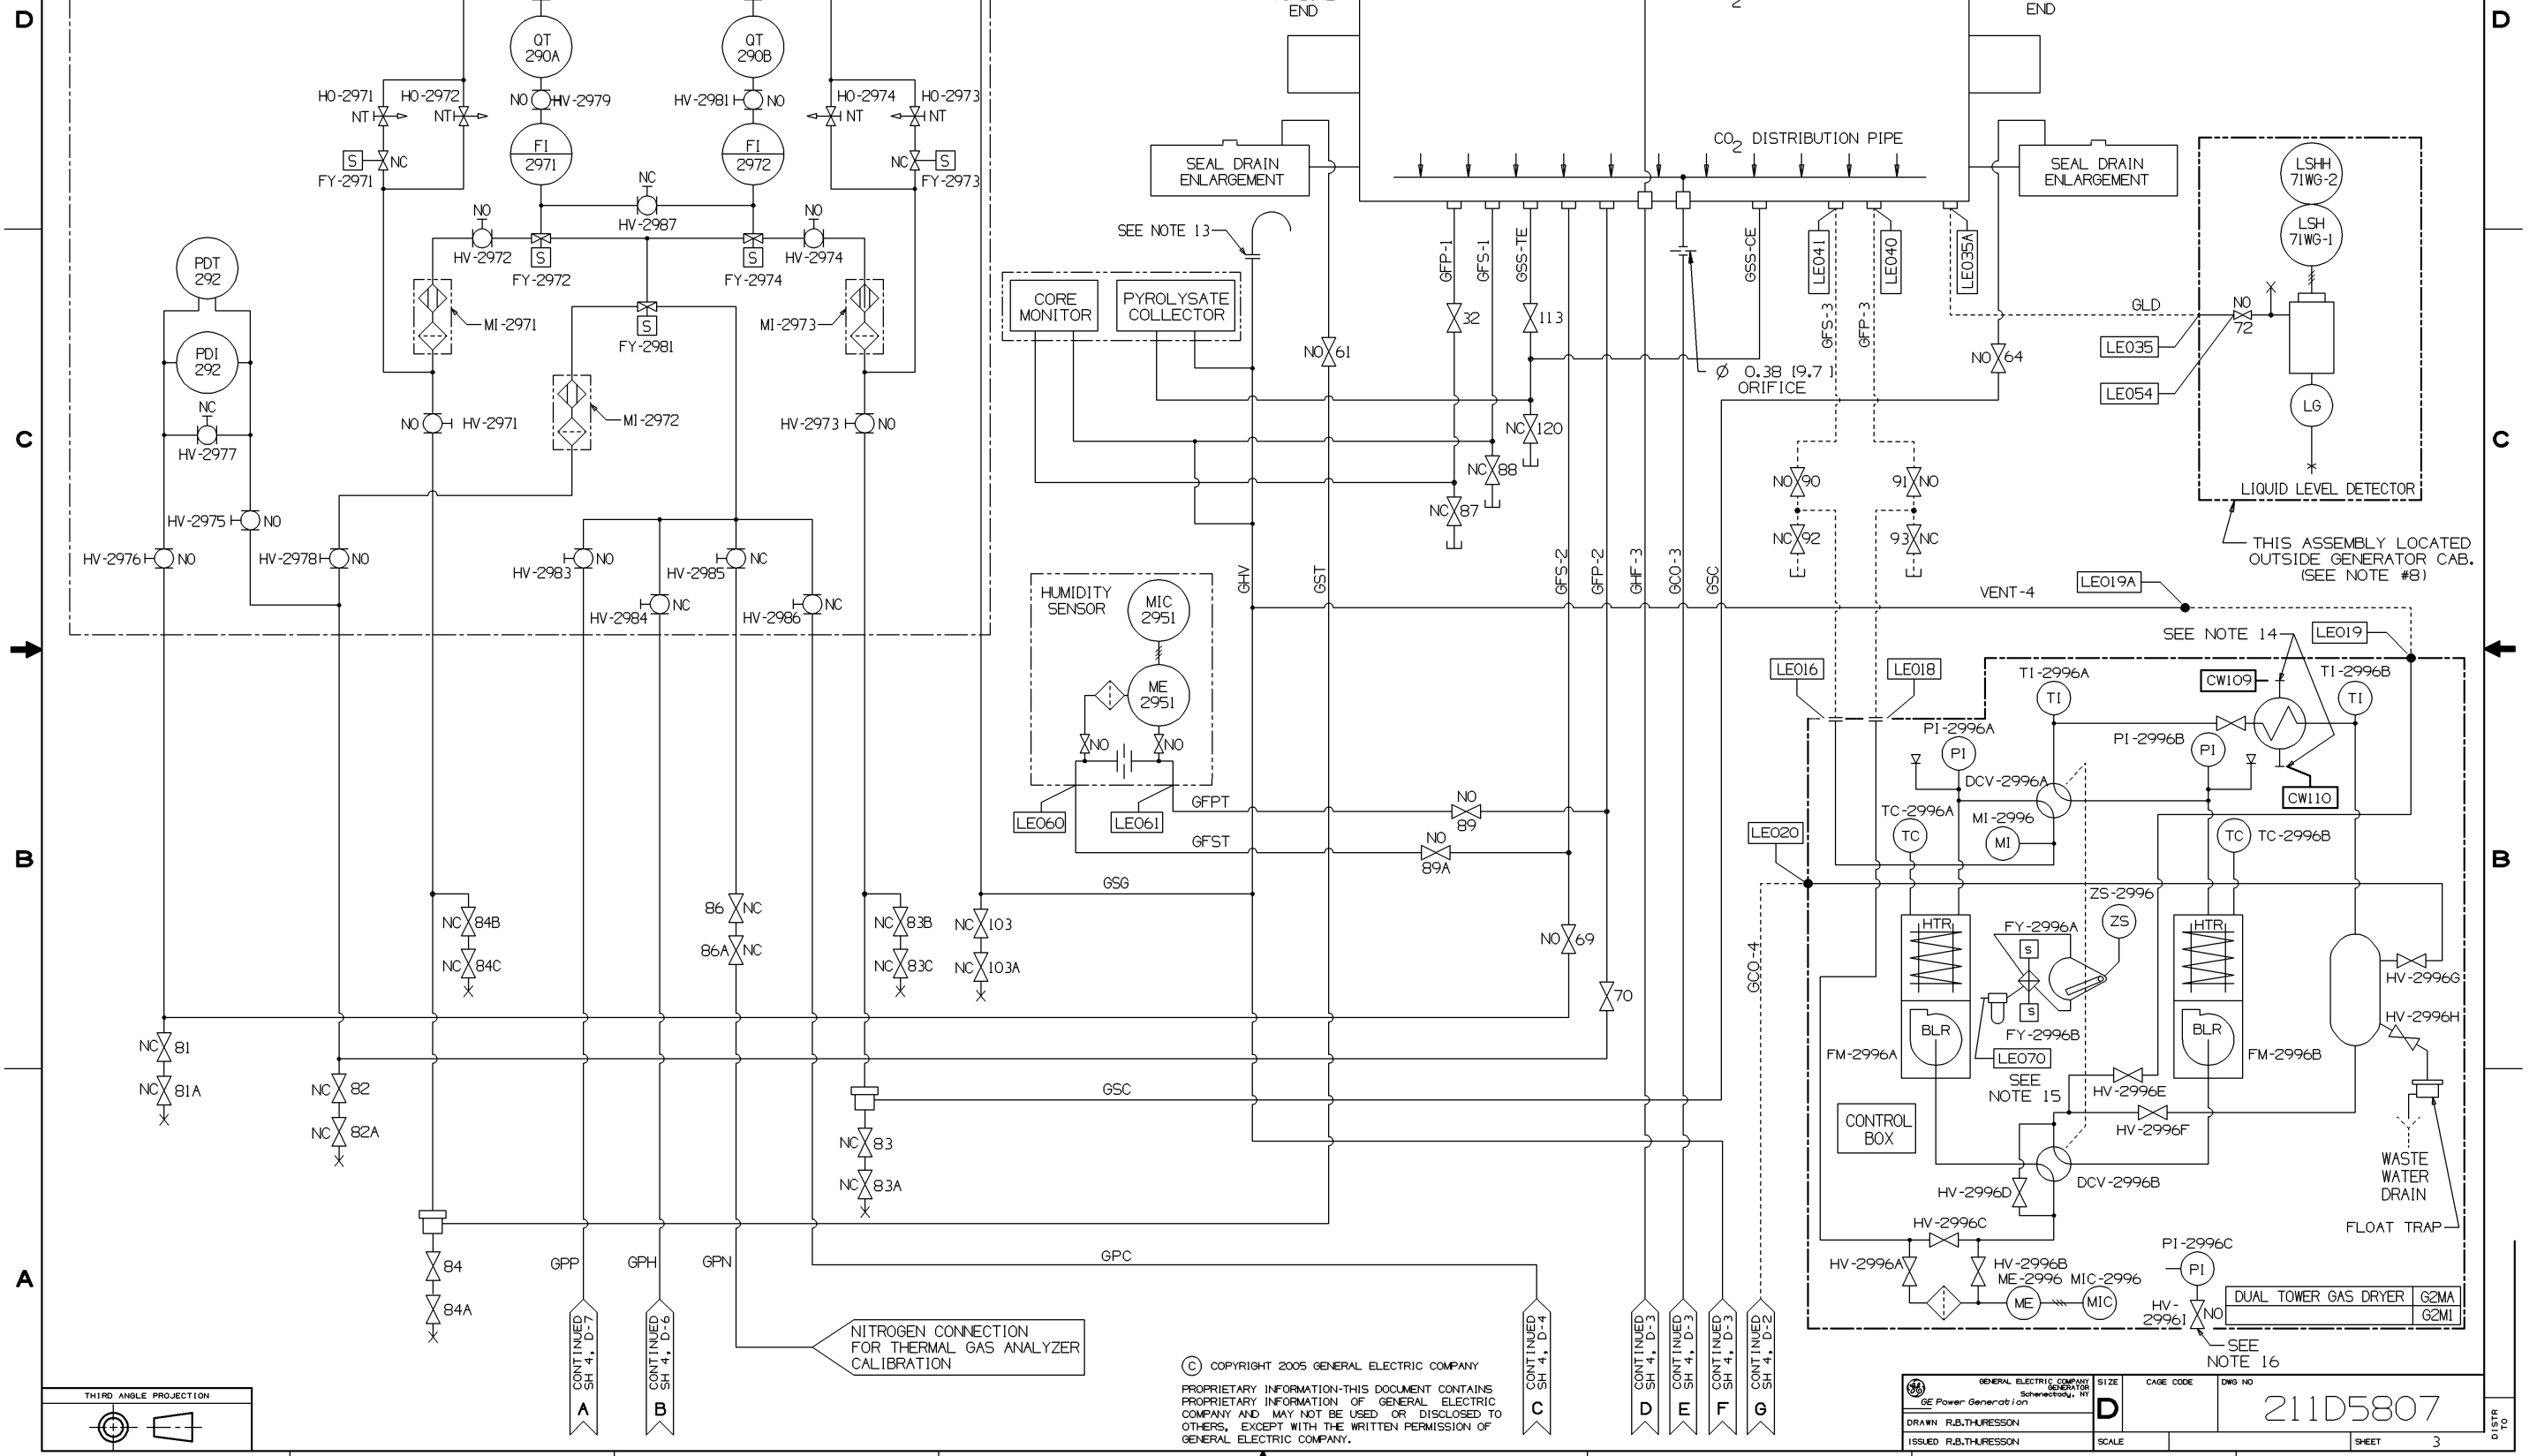 D
D
END
END
2
QT
290A
QT
290B
HO-2971
HO-2972
NO
HV-2979
HV-2981
NO
HO-2974
HO-2973
NT
NT
NT
NT
FI
2971
FI
2972
S
NC
FY-2971
NC
S
FY-2973
NC
HV-2987
NO
NO
HV-2972
S
FY-2972
S
FY-2974
HV-2974
PDT
292
PDI
292
NC
HV-2977
MI-2971
S
FY-2981
MI-2973
MI-2972
NO
HV-2971
HV-2973
NO
HV-2975
NO
HV-2976
NO
HV-2978
NO
HV-2983
NO
HV-2985
NC
HV-2984
NC
HV-2986
NC
CO2 DISTRIBUTION PIPE
SEAL DRAIN
ENLARGEMENT
SEAL DRAIN
ENLARGEMENT
SEE NOTE 13
CORE
MONITOR
PYROLYSATE
COLLECTOR
GFP-1
GFS-1
GSS-TE
GSS-CE
LE041
LE040
LE035A
GFS-3
GFP-3
32
113
NO
61
NO
64
Ø 0.38 [9.7]
ORIFICE
NC
120
NC
88
NC
87
NO
90
91
NO
NC
92
93
NC
LSHH
71WG-2
LSH
71WG-1
GLD
NO
72
LE035
LE054
LG
LIQUID LEVEL DETECTOR
THIS ASSEMBLY LOCATED
OUTSIDE GENERATOR CAB.
(SEE NOTE #8)
C
C
GHV
GST
GFS-2
GFP-2
GHF-3
GCO-3
GSC
VENT-4
LE019A
HUMIDITY
SENSOR
MIC
2951
ME
2951
NO
NO
LE060
LE061
GFPT
NO
89
GFST
NO
89A
GSG
LE016
LE018
LE020
SEE NOTE 14
LE019
TI-2996A
TI
CW109
TI-2996B
TI
PI-2996A
PI
PI-2996B
PI
CW110
DCV-2996A
TC-2996A
TC
MI-2996
MI
TC
TC-2996B
B
B
ZS-2996
ZS
HTR
HTR
FY-2996A
S
S
FY-2996B
BLR
BLR
FM-2996A
FM-2996B
LE070
SEE
NOTE 15
HV-2996G
HV-2996H
HV-2996E
HV-2996F
CONTROL
BOX
HV-2996D
DCV-2996B
WASTE
WATER
DRAIN
FLOAT TRAP
HV-2996C
HV-2996A
HV-2996B
ME-2996
MIC-2996
ME
MIC
PI-2996C
PI
HV-
2996I
NO
SEE
NOTE 16
DUAL TOWER GAS DRYER
G2MA
G2M1
GCO-4
NC
84B
NC
84C
86
NC
86A
NC
NC
83B
NC
83C
NC
103
NC
103A
NO
69
70
NC
81
NC
81A
NC
82
NC
82A
GSC
NC
83
NC
83A
84
84A
GPP
GPH
GPN
GPC
A
CONTINUED
SH 4, D-7
A
CONTINUED
SH 4, D-6
B
NITROGEN CONNECTION
FOR THERMAL GAS ANALYZER
CALIBRATION
CONTINUED
SH 4, D-4
C
CONTINUED
SH 4, D-3
D
CONTINUED
SH 4, D-3
E
CONTINUED
SH 4, D-3
F
CONTINUED
SH 4, D-2
G
© COPYRIGHT 2005 GENERAL ELECTRIC COMPANY
PROPRIETARY INFORMATION-THIS DOCUMENT CONTAINS
PROPRIETARY INFORMATION OF GENERAL ELECTRIC
COMPANY AND MAY NOT BE USED OR DISCLOSED TO
OTHERS, EXCEPT WITH THE WRITTEN PERMISSION OF
GENERAL ELECTRIC COMPANY.
THIRD ANGLE PROJECTION
GE
GENERAL ELECTRIC COMPANY
GENERATOR
Schenectady, NY
GE Power Generation
DRAWN R.B.THURESSON
ISSUED R.B.THURESSON
SIZE
D
CAGE CODE
DWG NO
211D5807
SCALE
SHEET 3
DISTR
TO